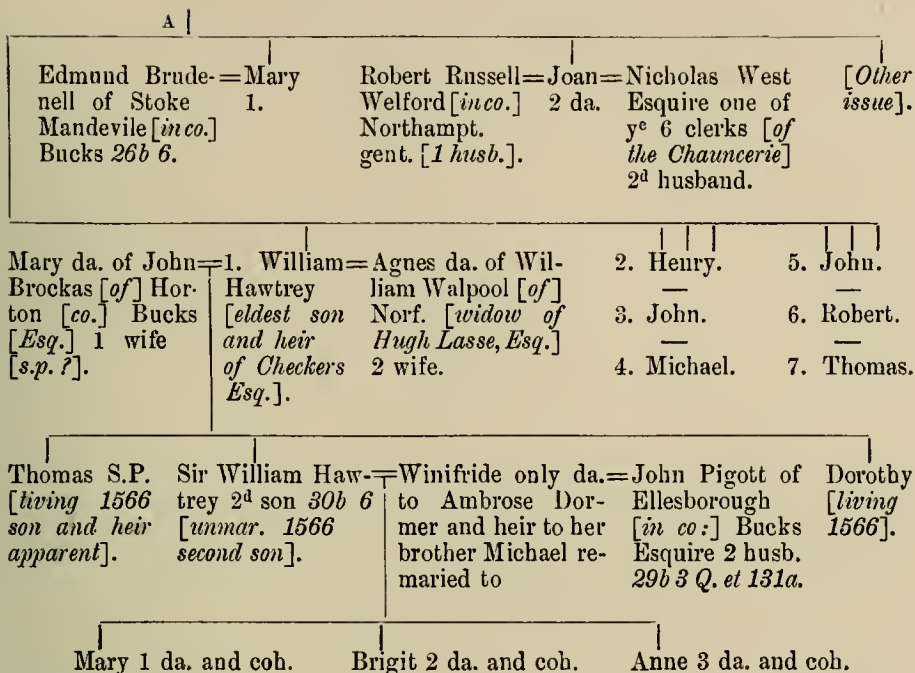 A
Edmund Brude-
nell of Stoke
Mandevile [in co.]
Bucks 26b 6.
=Mary
1.
Robert Russell
Welford [in co.]
Northampt.
gent. [1 husb.].
=Joan=
2 da.
Nicholas West
Esquire one of
yᵉ 6 clerks [of
the Chauncerie]
2ᵈ husband.
[Other
issue].
Mary da. of John
Brockas [of] Hor-
ton [co.] Bucks
[Esq.] 1 wife
[s.p. ?].
=1. William=
Hawtrey
[eldest son
and heir
of Checkers
Esq.].
Agnes da. of Wil-
liam Walpool [of]
Norf. [widow of
Hugh Lasse, Esq.]
2 wife.
2. Henry.
—
3. John.
—
4. Michael.
5. John.
—
6. Robert.
—
7. Thomas.
Thomas S.P.
[living 1566
son and heir
apparent].
Sir William Haw-
trey 2ᵈ son 30b 6
[unmar. 1566
second son].
=Winifride only da.=
to Ambrose Dor-
mer and heir to her
brother Michael re-
maried to
John Pigott of
Ellesborough
[in co:] Bucks
Esquire 2 husb.
29b 3 Q. et 131a.
Dorothy
[living
1566].
Mary 1 da. and coh.
Brigit 2 da. and coh.
Anne 3 da. and coh.